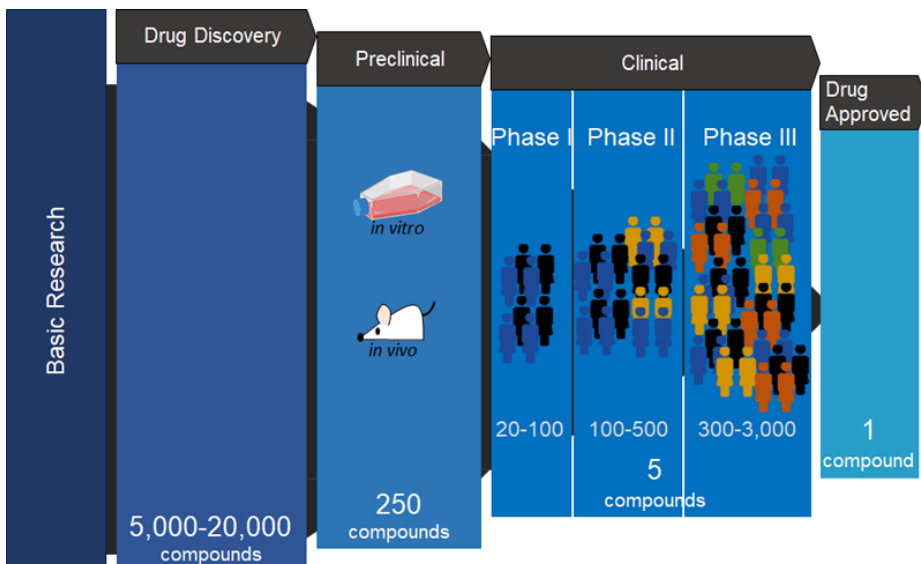 Basic Research
Drug Discovery
5,000-20,000
compounds
Preclinical
in vitro
in vivo
250
compounds
Clinical
Phase I
20-100
Phase II
100-500
Phase III
300-3,000
5
compounds
Drug
Approved
1
compound